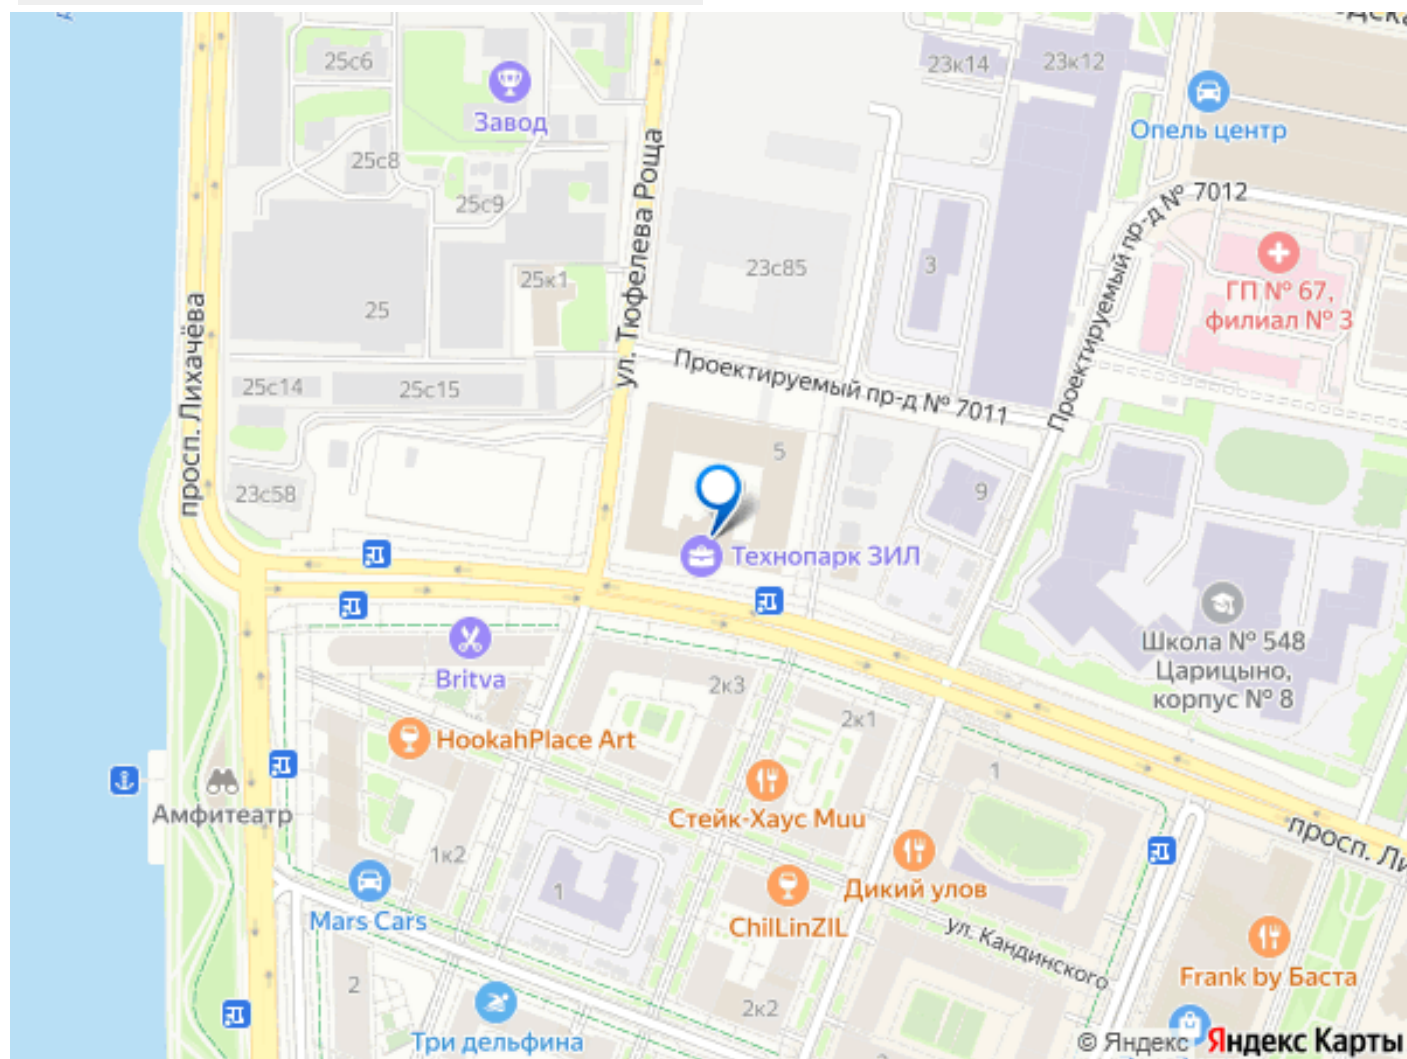 25с6
Завод
23к14
23к12
Опель центр
25с8
25с9
ул. Тюфелева Роща
Проектируемый пр-д № 7012
25к1
23с85
3
ГП № 67,
филиал № 3
просп. Лихачёва
25
25с14
25с15
Проектируемый пр-д № 7011
5
9
23с58
Технопарк ЗИЛ
Britva
Школа № 548
Царицыно,
корпус № 8
2к3
2к1
HookahPlace Art
1
Стейк-Хаус Muu
Амфитеатр
просп. Ли
1к2
1
Дикий улов
Mars Cars
ChilLinZIL
ул. Кандинского
Frank by Баста
2
2к2
Три дельфина
© Яндекс Яндекс Карты